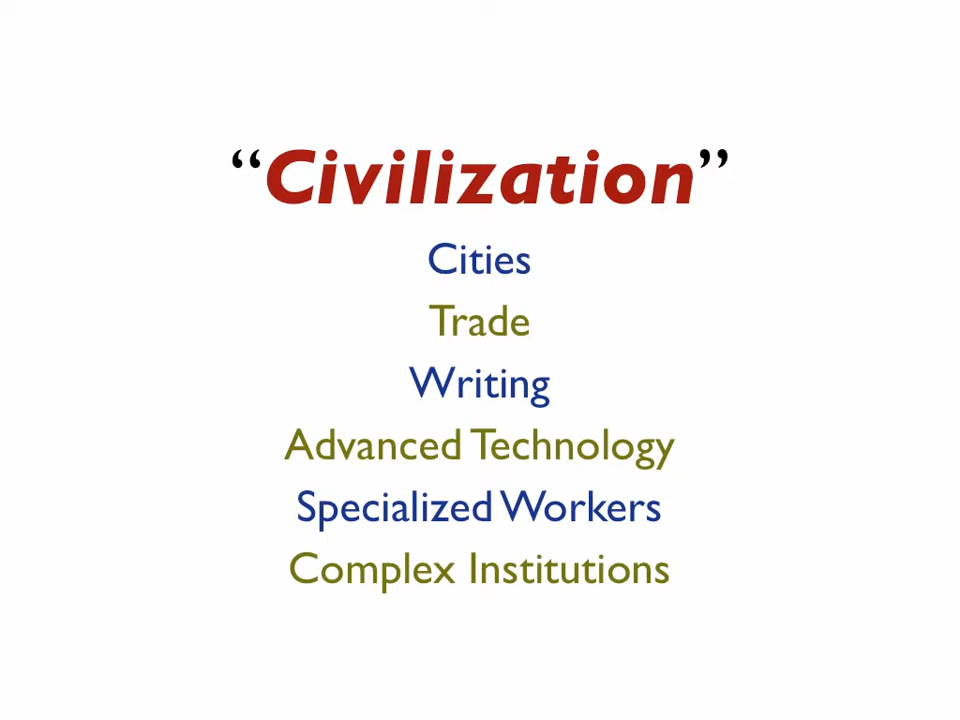 “Civilization”
Cities
Trade
Writing
Advanced Technology
Specialized Workers
Complex Institutions